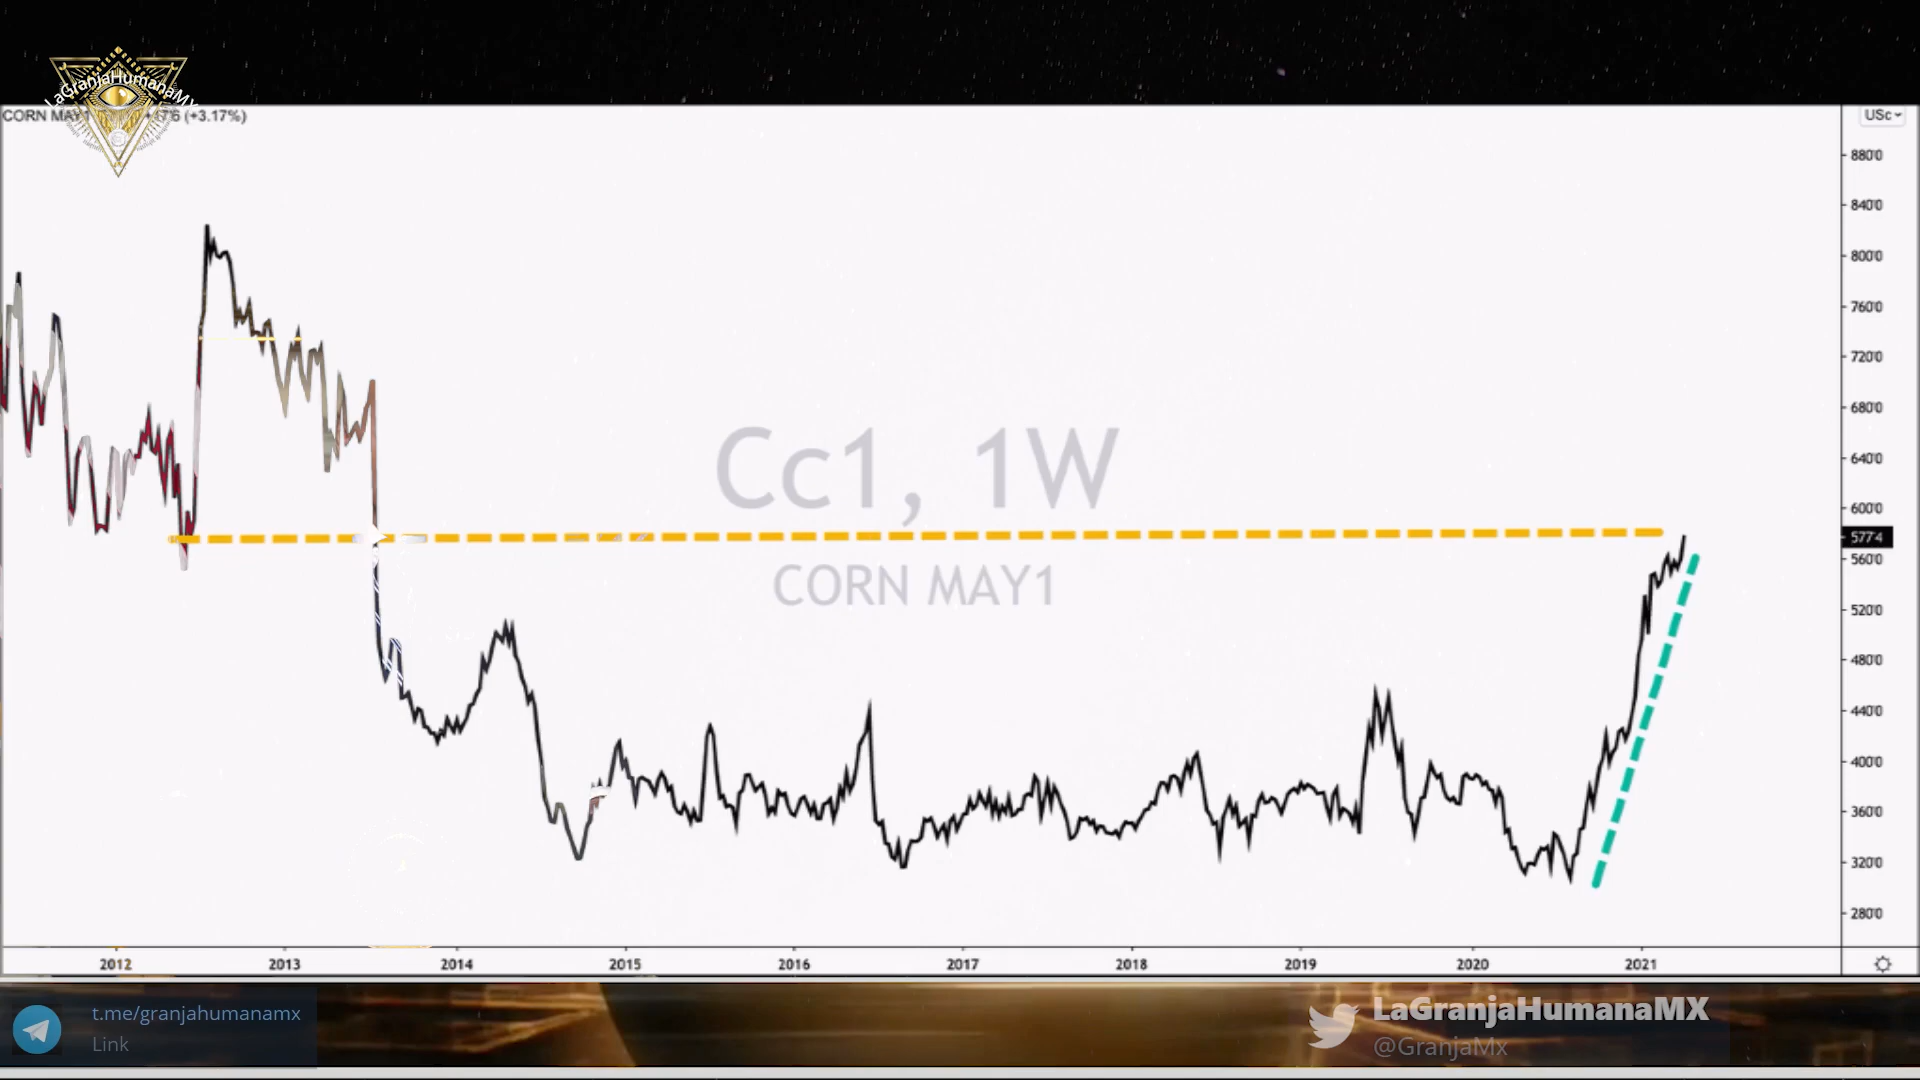 LaGranjaHumanaMX
CORN MAY1 +17'6 (+3.17%)
USc
880'0
840'0
800'0
760'0
720'0
680'0
640'0
600'0
577'4
560'0
520'0
480'0
440'0
400'0
360'0
320'0
280'0
Cc1, 1W
CORN MAY1
2012 2013 2014 2015 2016 2017 2018 2019 2020 2021
t.me/granjahumanamx
Link
LaGranjaHumanaMX
@GranjaMx